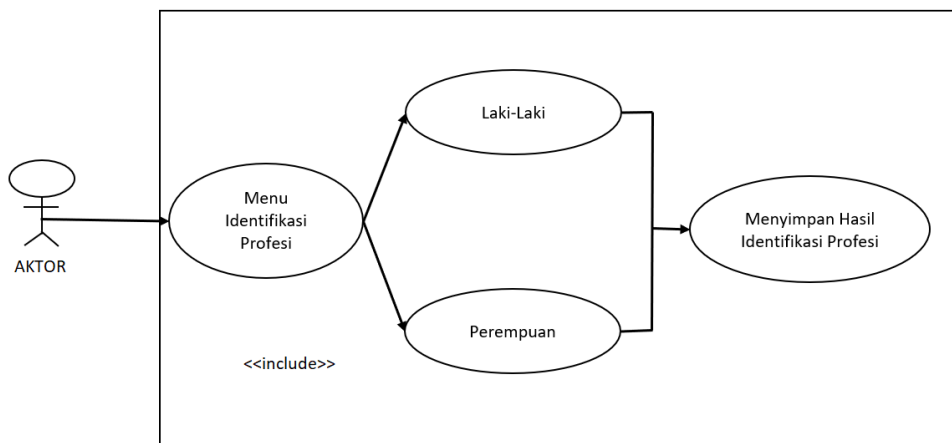 Laki-Laki
Menu
Identifikasi
Profesi
Menyimpan Hasil
Identifikasi Profesi
AKTOR
Perempuan
<<include>>